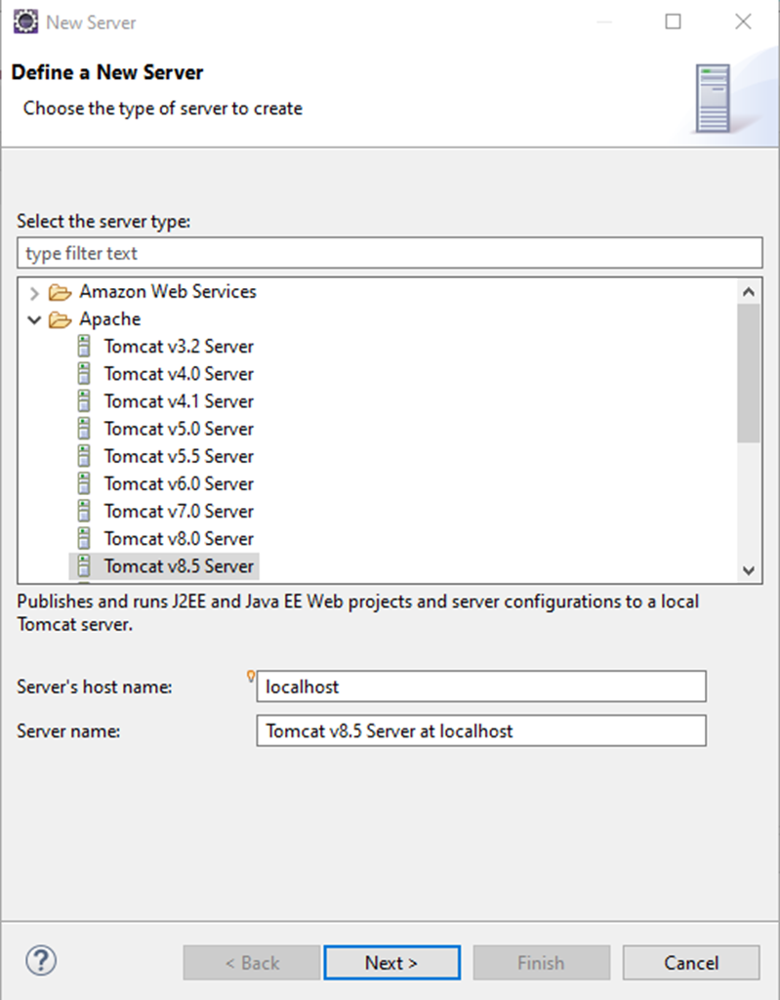 New Server
Define a New Server
Choose the type of server to create
Select the server type:
type filter text
Amazon Web Services
Apache
Tomcat v3.2 Server
Tomcat v4.0 Server
Tomcat v4.1 Server
Tomcat v5.0 Server
Tomcat v5.5 Server
Tomcat v6.0 Server
Tomcat v7.0 Server
Tomcat v8.0 Server
Tomcat v8.5 Server
Publishes and runs J2EE and Java EE Web projects and server configurations to a local
Tomcat server.
Server's host name: localhost
Server name: Tomcat v8.5 Server at localhost
? < Back Next > Finish Cancel